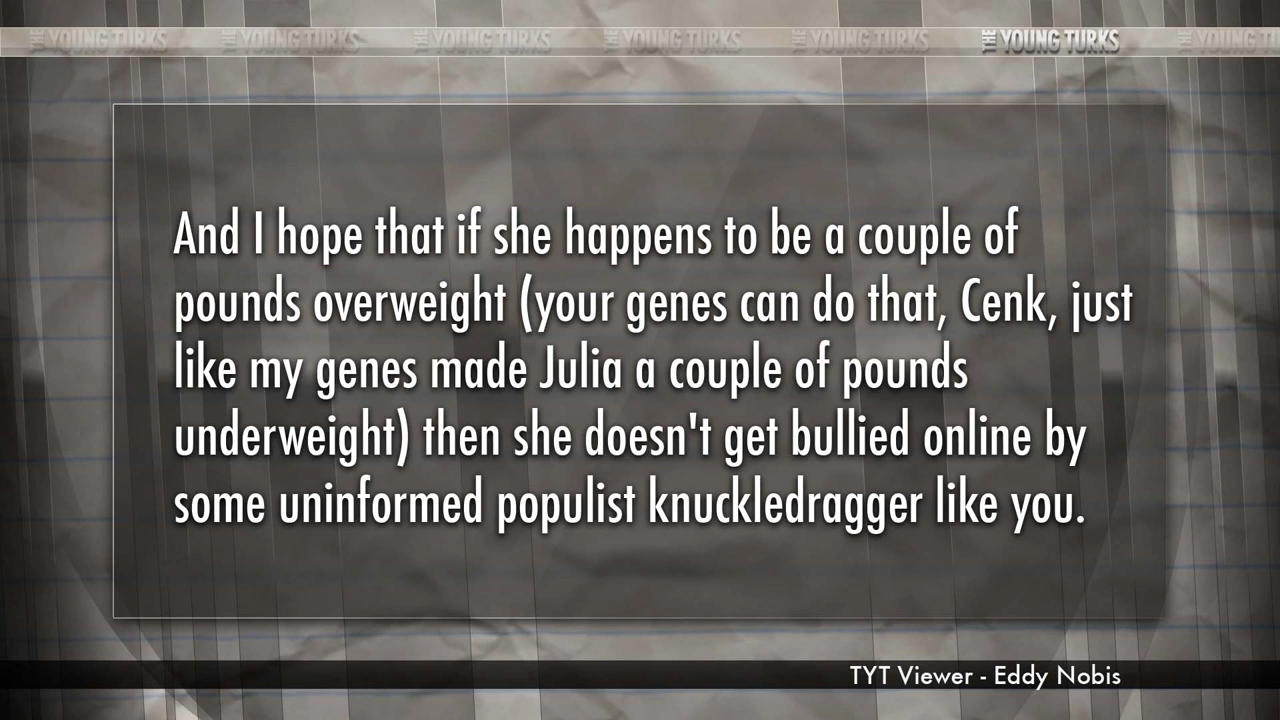 THE YOUNG TURKS THE YOUNG TURKS THE YOUNG TURKS THE YOUNG TURKS THE YOUNG TURKS THE YOUNG TURKS THE YOUNG
And I hope that if she happens to be a couple of
pounds overweight (your genes can do that, Cenk, just
like my genes made Julia a couple of pounds
underweight) then she doesn't get bullied online by
some uninformed populist knuckledragger like you.
TYT Viewer - Eddy Nobis